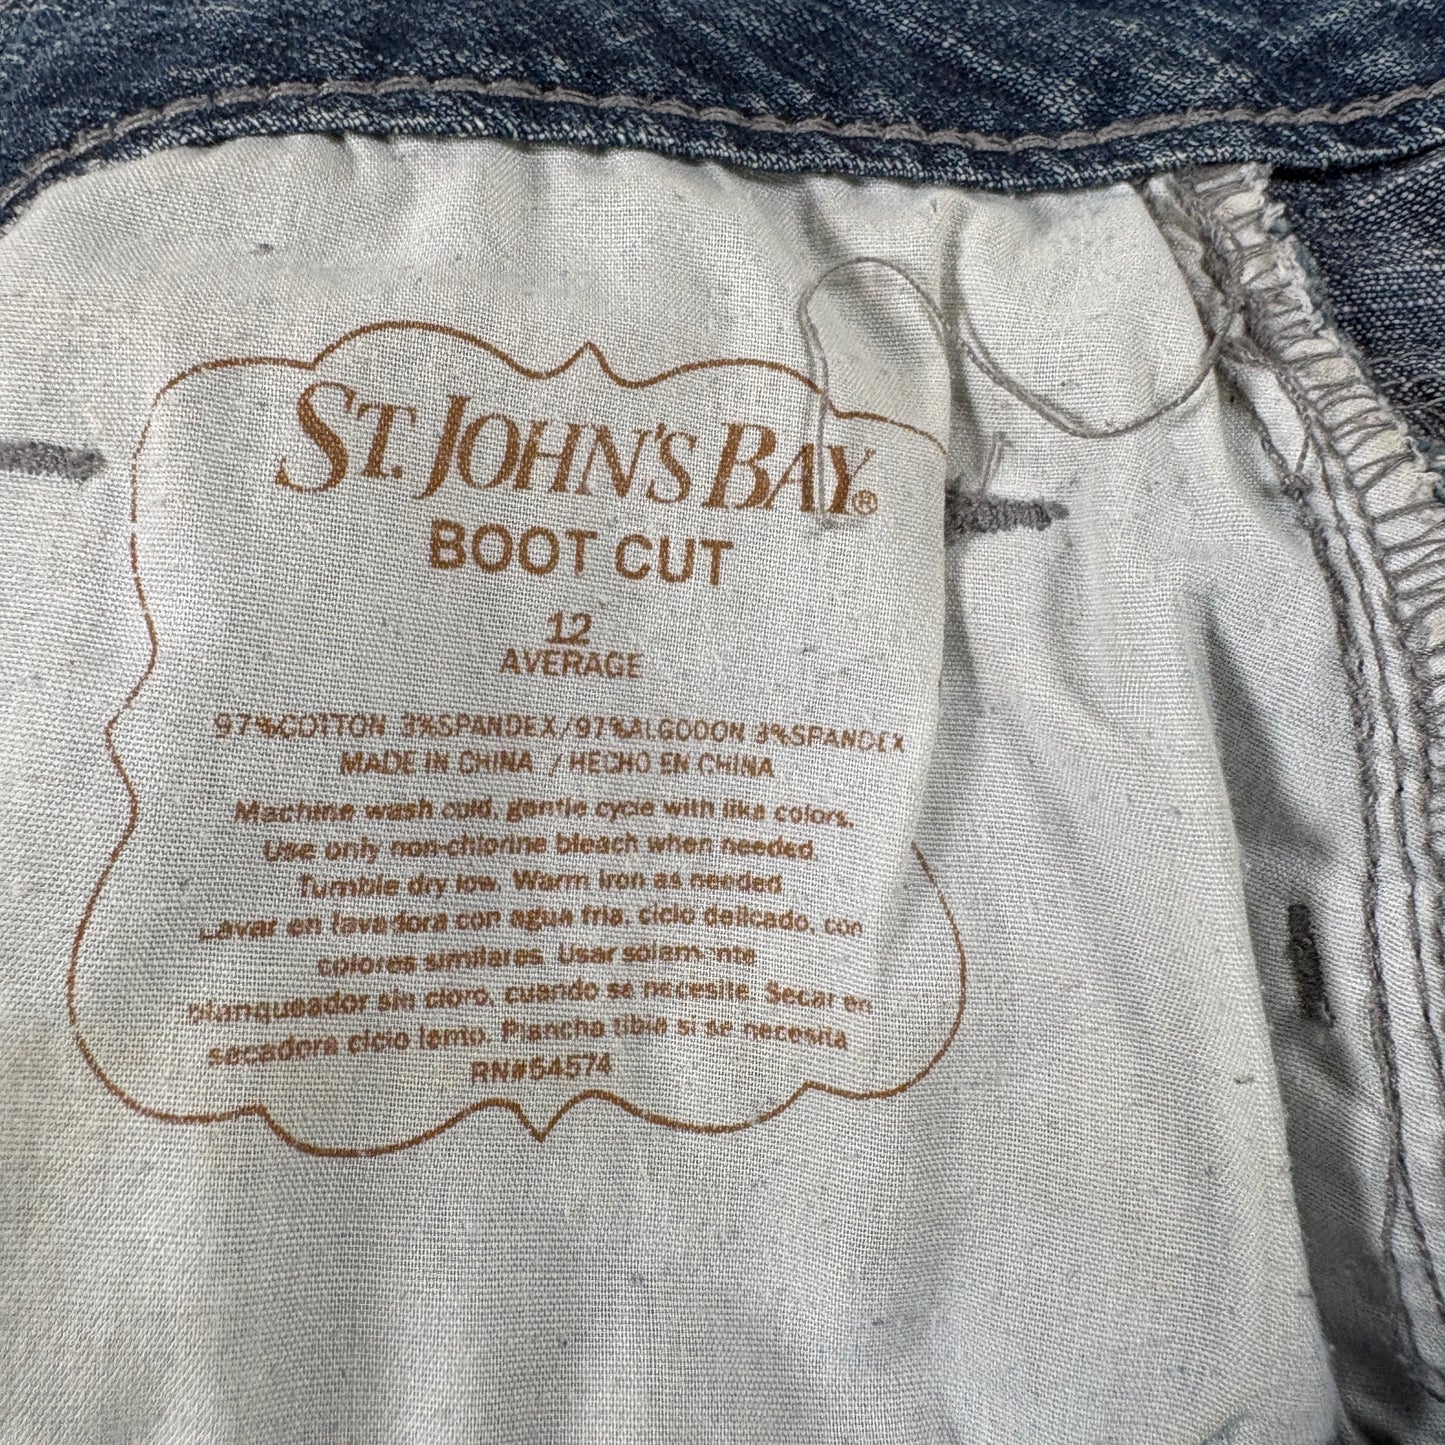 ST. JOHN'S BAY®
BOOT CUT
12
AVERAGE
97%COTTON 3%SPANDEX/97%ALGODON 3%SPANDEX
MADE IN CHINA / HECHO EN CHINA
Machine wash cold, gentle cycle with like colors.
Use only non-chlorine bleach when needed.
Tumble dry low. Warm iron as needed
Lavar en lavadora con agua fria, ciclo delicado, con
colores similares. Usar solamente
blanqueador sin cloro, cuando se necesite. Secar en
secadora ciclo lento. Plancha tibia si se necesita
RN#54574